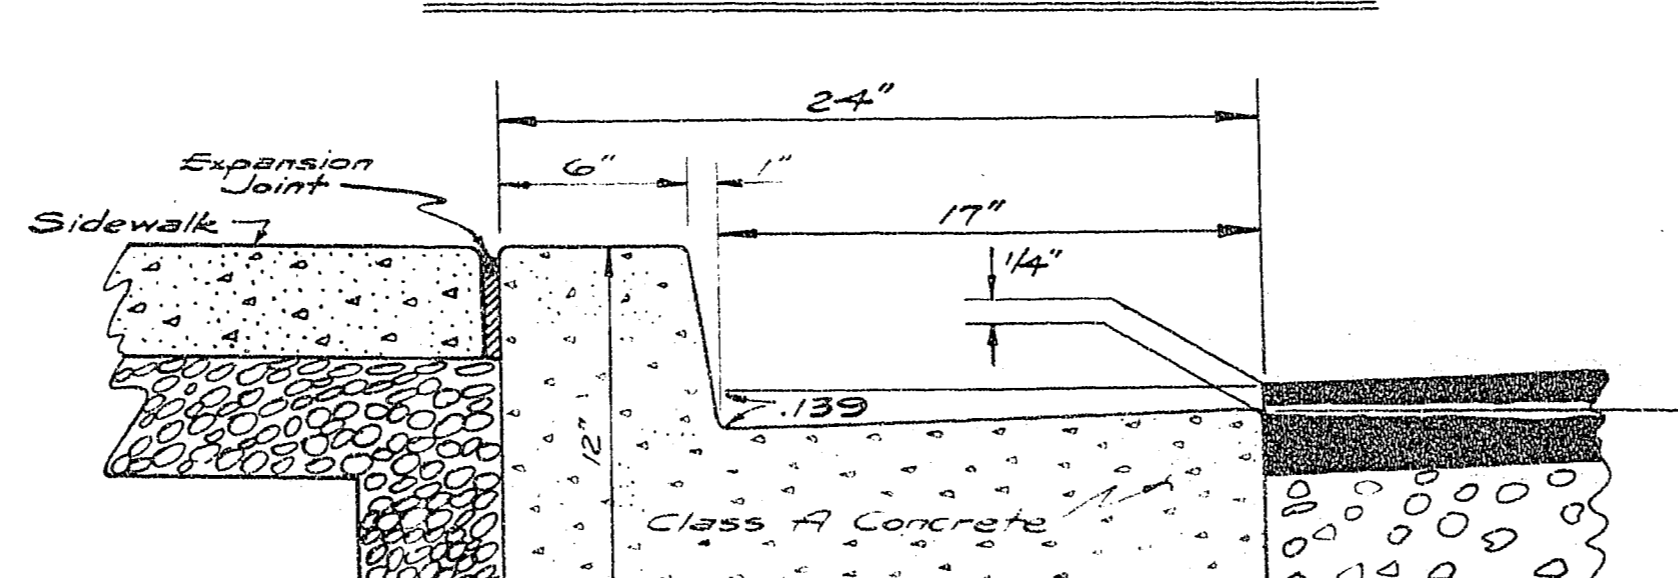 24"
6"
1"
Expansion
Joint
Sidewalk
17"
1/4"
.139
12"
Class A Concrete